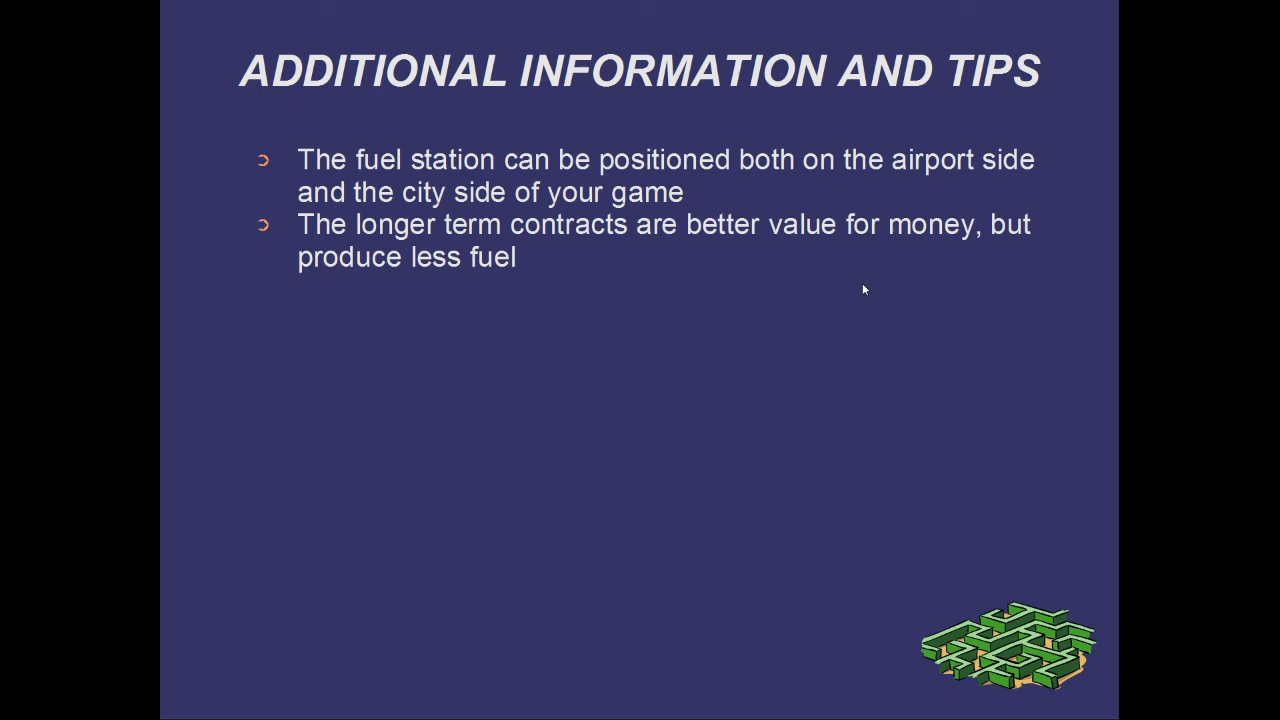 ADDITIONAL INFORMATION AND TIPS
The fuel station can be positioned both on the airport side
and the city side of your game
The longer term contracts are better value for money, but
produce less fuel